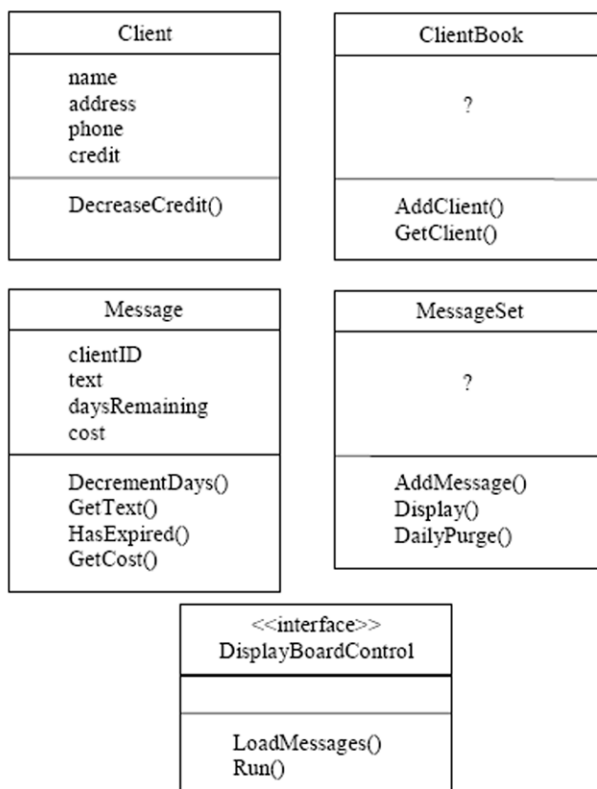 Client
name
address
phone
credit
DecreaseCredit()
ClientBook
?
AddClient()
GetClient()
Message
clientID
text
daysRemaining
cost
DecrementDays()
GetText()
HasExpired()
GetCost()
MessageSet
?
AddMessage()
Display()
DailyPurge()
<<interface>>
DisplayBoardControl
LoadMessages()
Run()